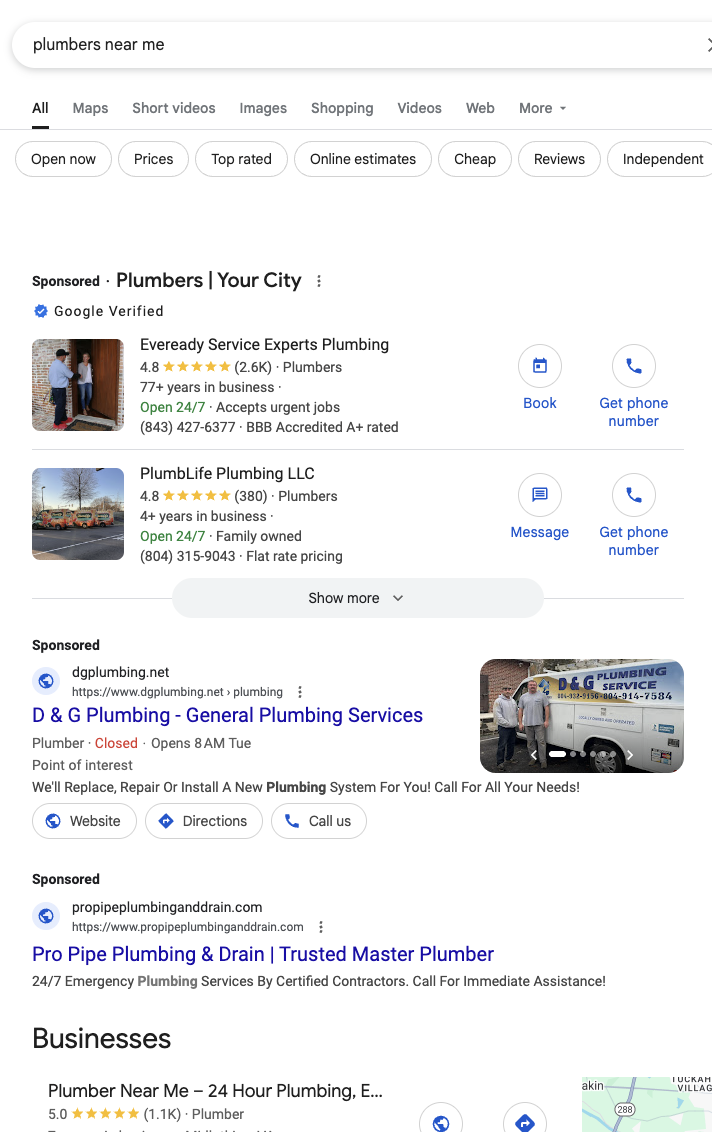 plumbers near me
All Maps Short videos Images Shopping Videos Web More
Open now Prices Top rated Online estimates Cheap Reviews Independent
Sponsored · Plumbers | Your City
Google Verified
Eveready Service Experts Plumbing
4.8 (2.6K) · Plumbers
77+ years in business ·
Open 24/7 · Accepts urgent jobs
(843) 427-6377 · BBB Accredited A+ rated
Book
Get phone
number
PlumbLife Plumbing LLC
4.8 (380) · Plumbers
4+ years in business ·
Open 24/7 · Family owned
(804) 315-9043 · Flat rate pricing
Message
Get phone
number
Show more
Sponsored
dgplumbing.net
https://www.dgplumbing.net › plumbing
D & G Plumbing - General Plumbing Services
Plumber · Closed · Opens 8 AM Tue
Point of interest
We'll Replace, Repair Or Install A New Plumbing System For You! Call For All Your Needs!
D&G PLUMBING
SERVICE
804-932-9156 804-914-7584
Website Directions Call us
Sponsored
propipeplumbinganddrain.com
https://www.propipeplumbinganddrain.com
Pro Pipe Plumbing & Drain | Trusted Master Plumber
24/7 Emergency Plumbing Services By Certified Contractors. Call For Immediate Assistance!
Businesses
Plumber Near Me – 24 Hour Plumbing, E...
5.0 (1.1K) · Plumber
akin
TUCKAH
VILLAG
288